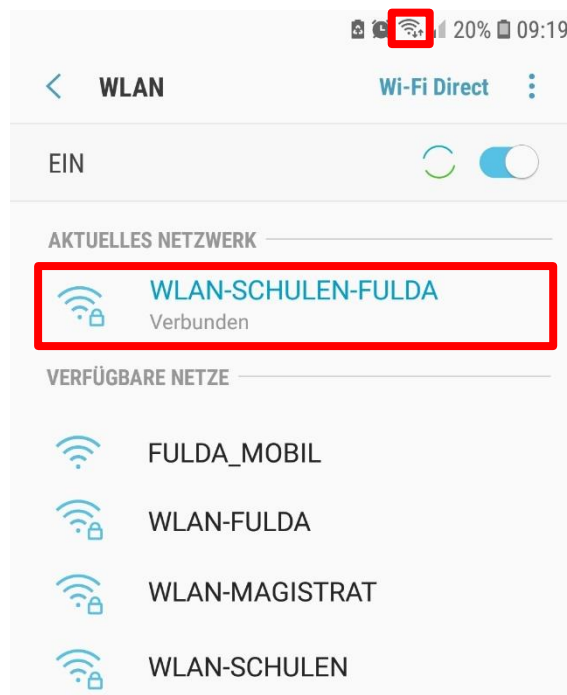 20% 09:19
WLAN Wi-Fi Direct
EIN
AKTUELLES NETZWERK
WLAN-SCHULEN-FULDA
Verbunden
VERFÜGBARE NETZE
FULDA_MOBIL
WLAN-FULDA
WLAN-MAGISTRAT
WLAN-SCHULEN